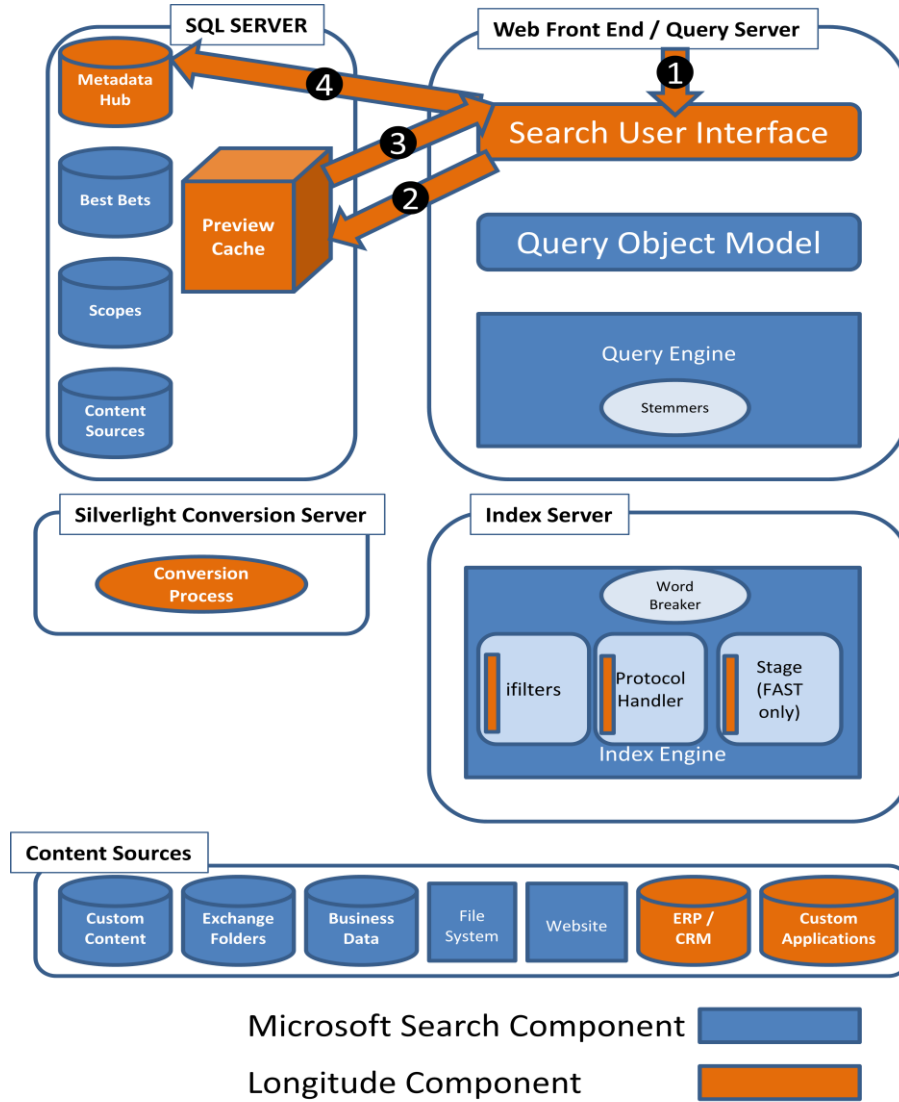 SQL SERVER
Web Front End / Query Server
Metadata
Hub
Best Bets
Scopes
Content
Sources
Preview
Cache
4
3
2
1
Search User Interface
Query Object Model
Query Engine
Stemmers
Silverlight Conversion Server
Conversion
Process
Index Server
Word
Breaker
ifilters
Protocol
Handler
Stage
(FAST
only)
Index Engine
Content Sources
Custom
Content
Exchange
Folders
Business
Data
File
System
Website
ERP /
CRM
Custom
Applications
Microsoft Search Component
Longitude Component